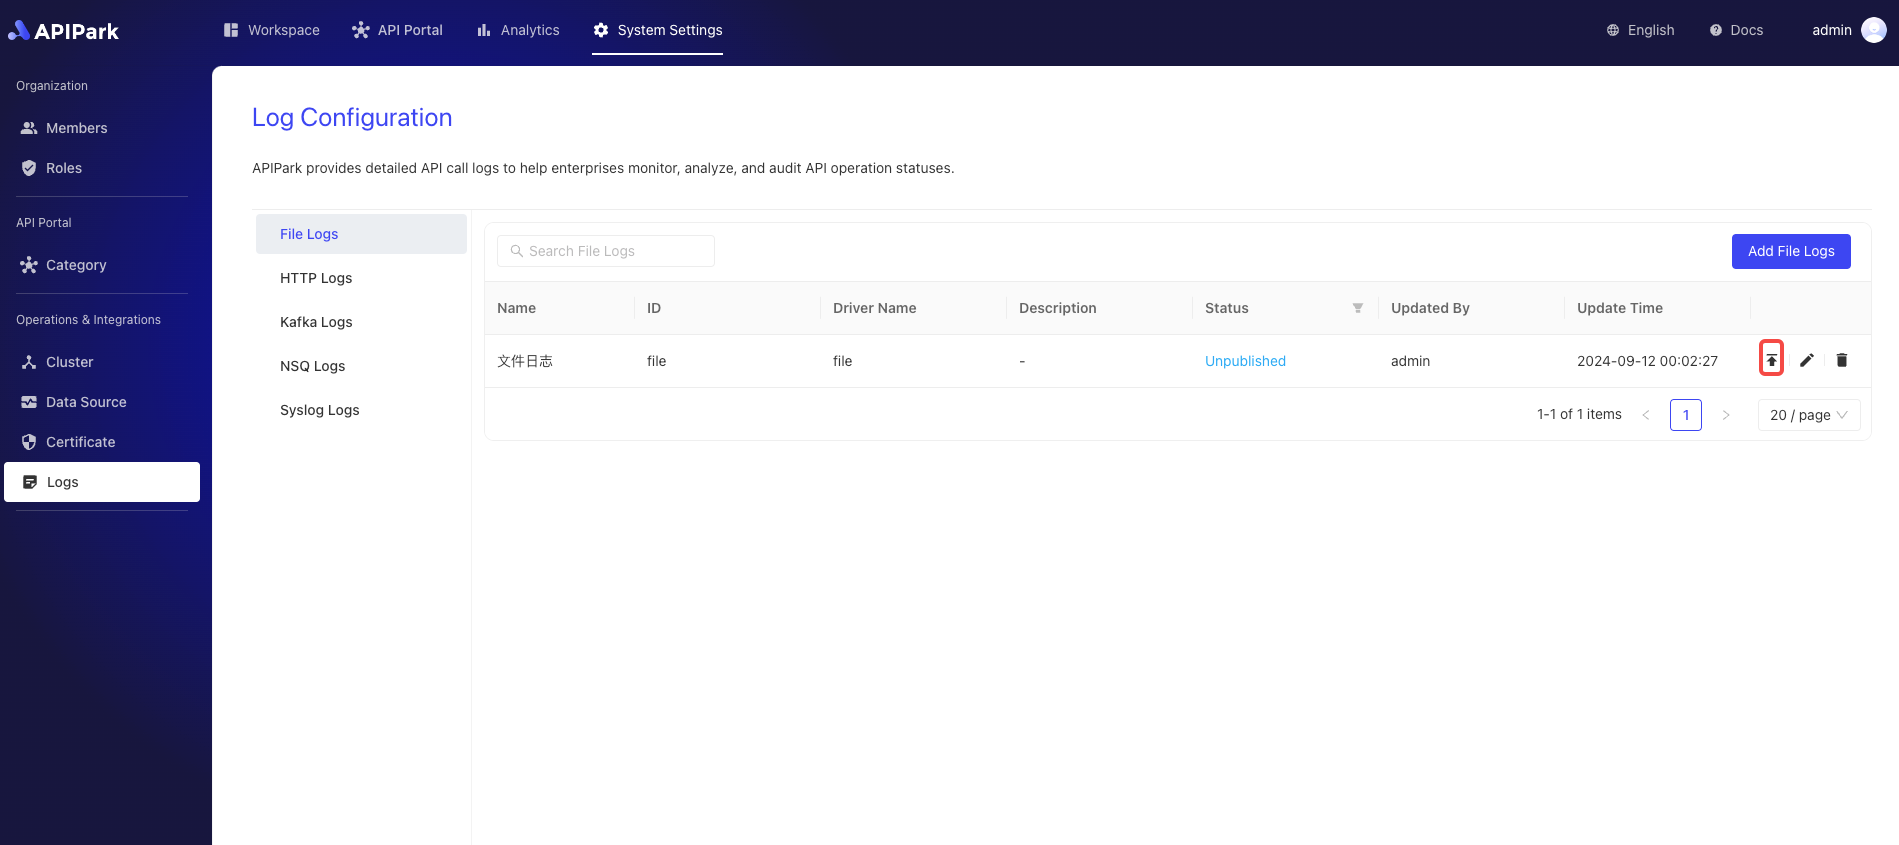 APIPark
Workspace
API Portal
Analytics
System Settings
English
Docs
admin
Organization
Members
Roles
API Portal
Category
Operations & Integrations
Cluster
Data Source
Certificate
Logs
Log Configuration
APIPark provides detailed API call logs to help enterprises monitor, analyze, and audit API operation statuses.
File Logs
HTTP Logs
Kafka Logs
NSQ Logs
Syslog Logs
Search File Logs
Add File Logs
Name ID Driver Name Description Status Updated By Update Time
文件日志 file file - Unpublished admin 2024-09-12 00:02:27
1-1 of 1 items < 1 > 20 / page